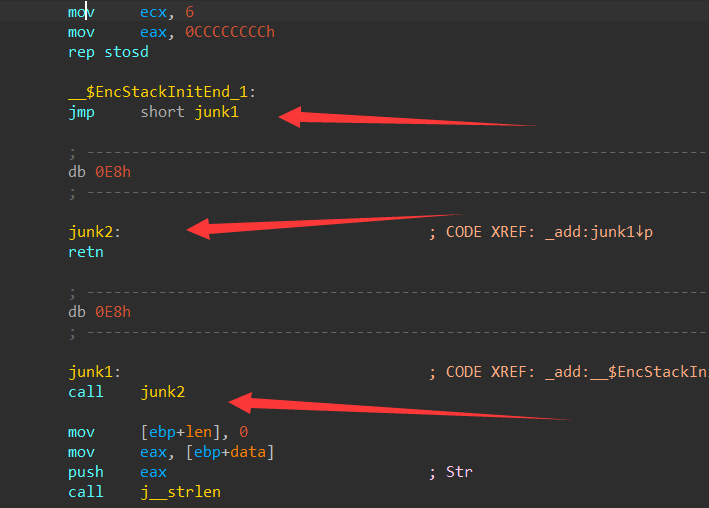 mov ecx, 6
mov eax, 0CCCCCCCCh
rep stosd
__$EncStackInitEnd_1:
jmp short junk1
; ---------------------------------------------------------------------------
db 0E8h
; ---------------------------------------------------------------------------
junk2: ; CODE XREF: _add:junk1↓p
retn
; ---------------------------------------------------------------------------
db 0E8h
; ---------------------------------------------------------------------------
junk1: ; CODE XREF: _add:__$EncStackIn
call junk2
mov [ebp+len], 0
mov eax, [ebp+data]
push eax ; Str
call j__strlen